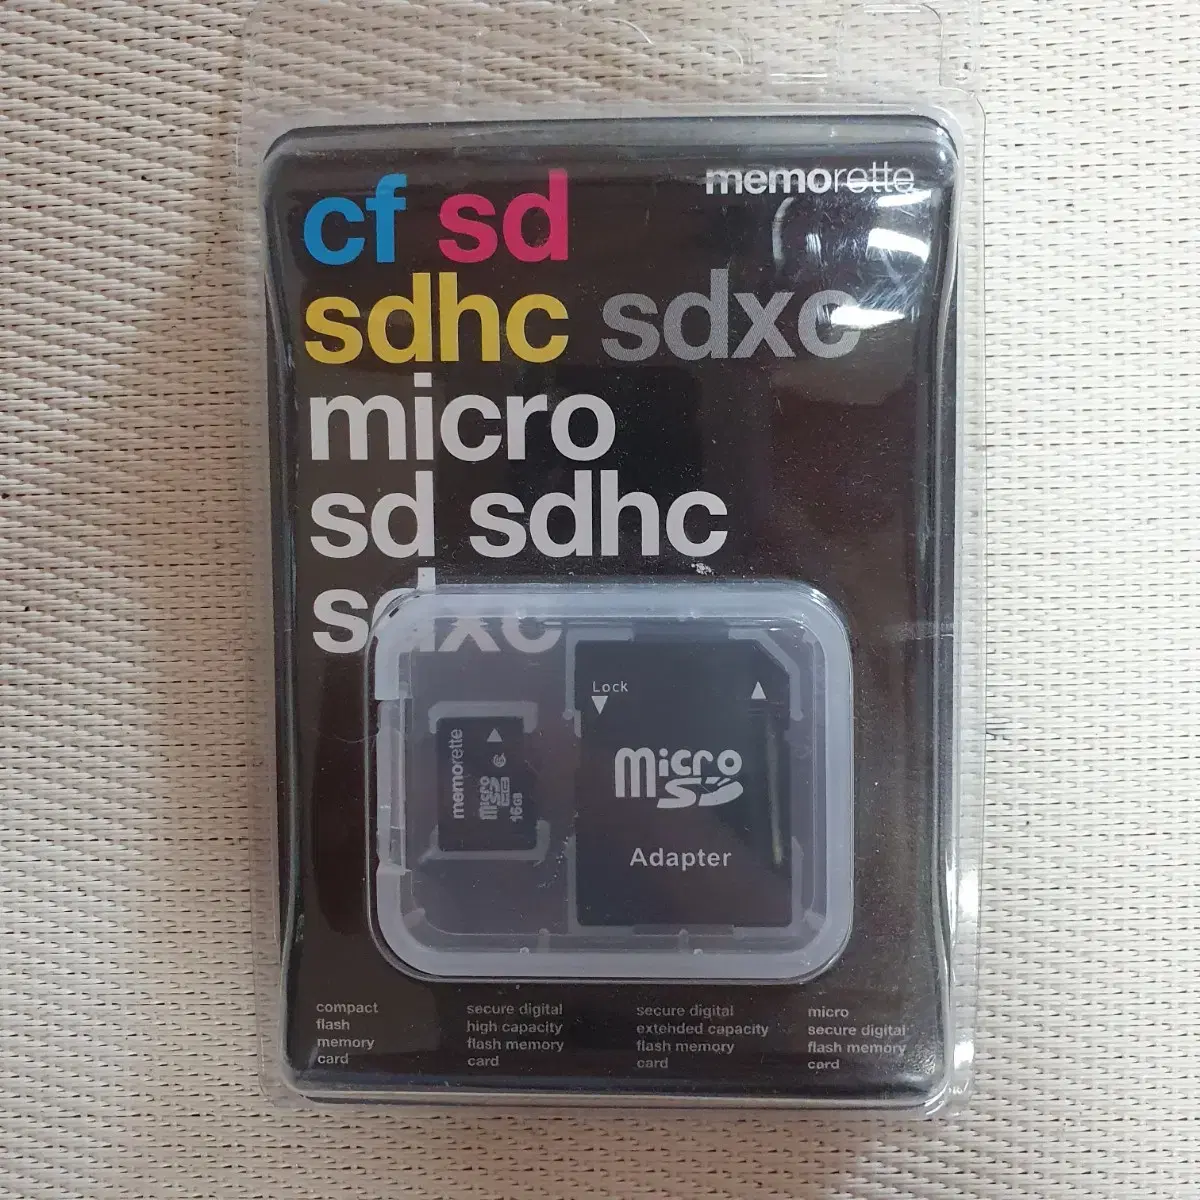 memorette
cf sd
sdhc sdxc
micro
sd sdhc
sdxc
Lock
memorette
micro
SD
HC
16GB
Micro
SD
Adapter
compact
flash
memory
card
secure digital
high capacity
flash memory
card
secure digital
extended capacity
flash memory
card
micro
secure digital
flash memory
card